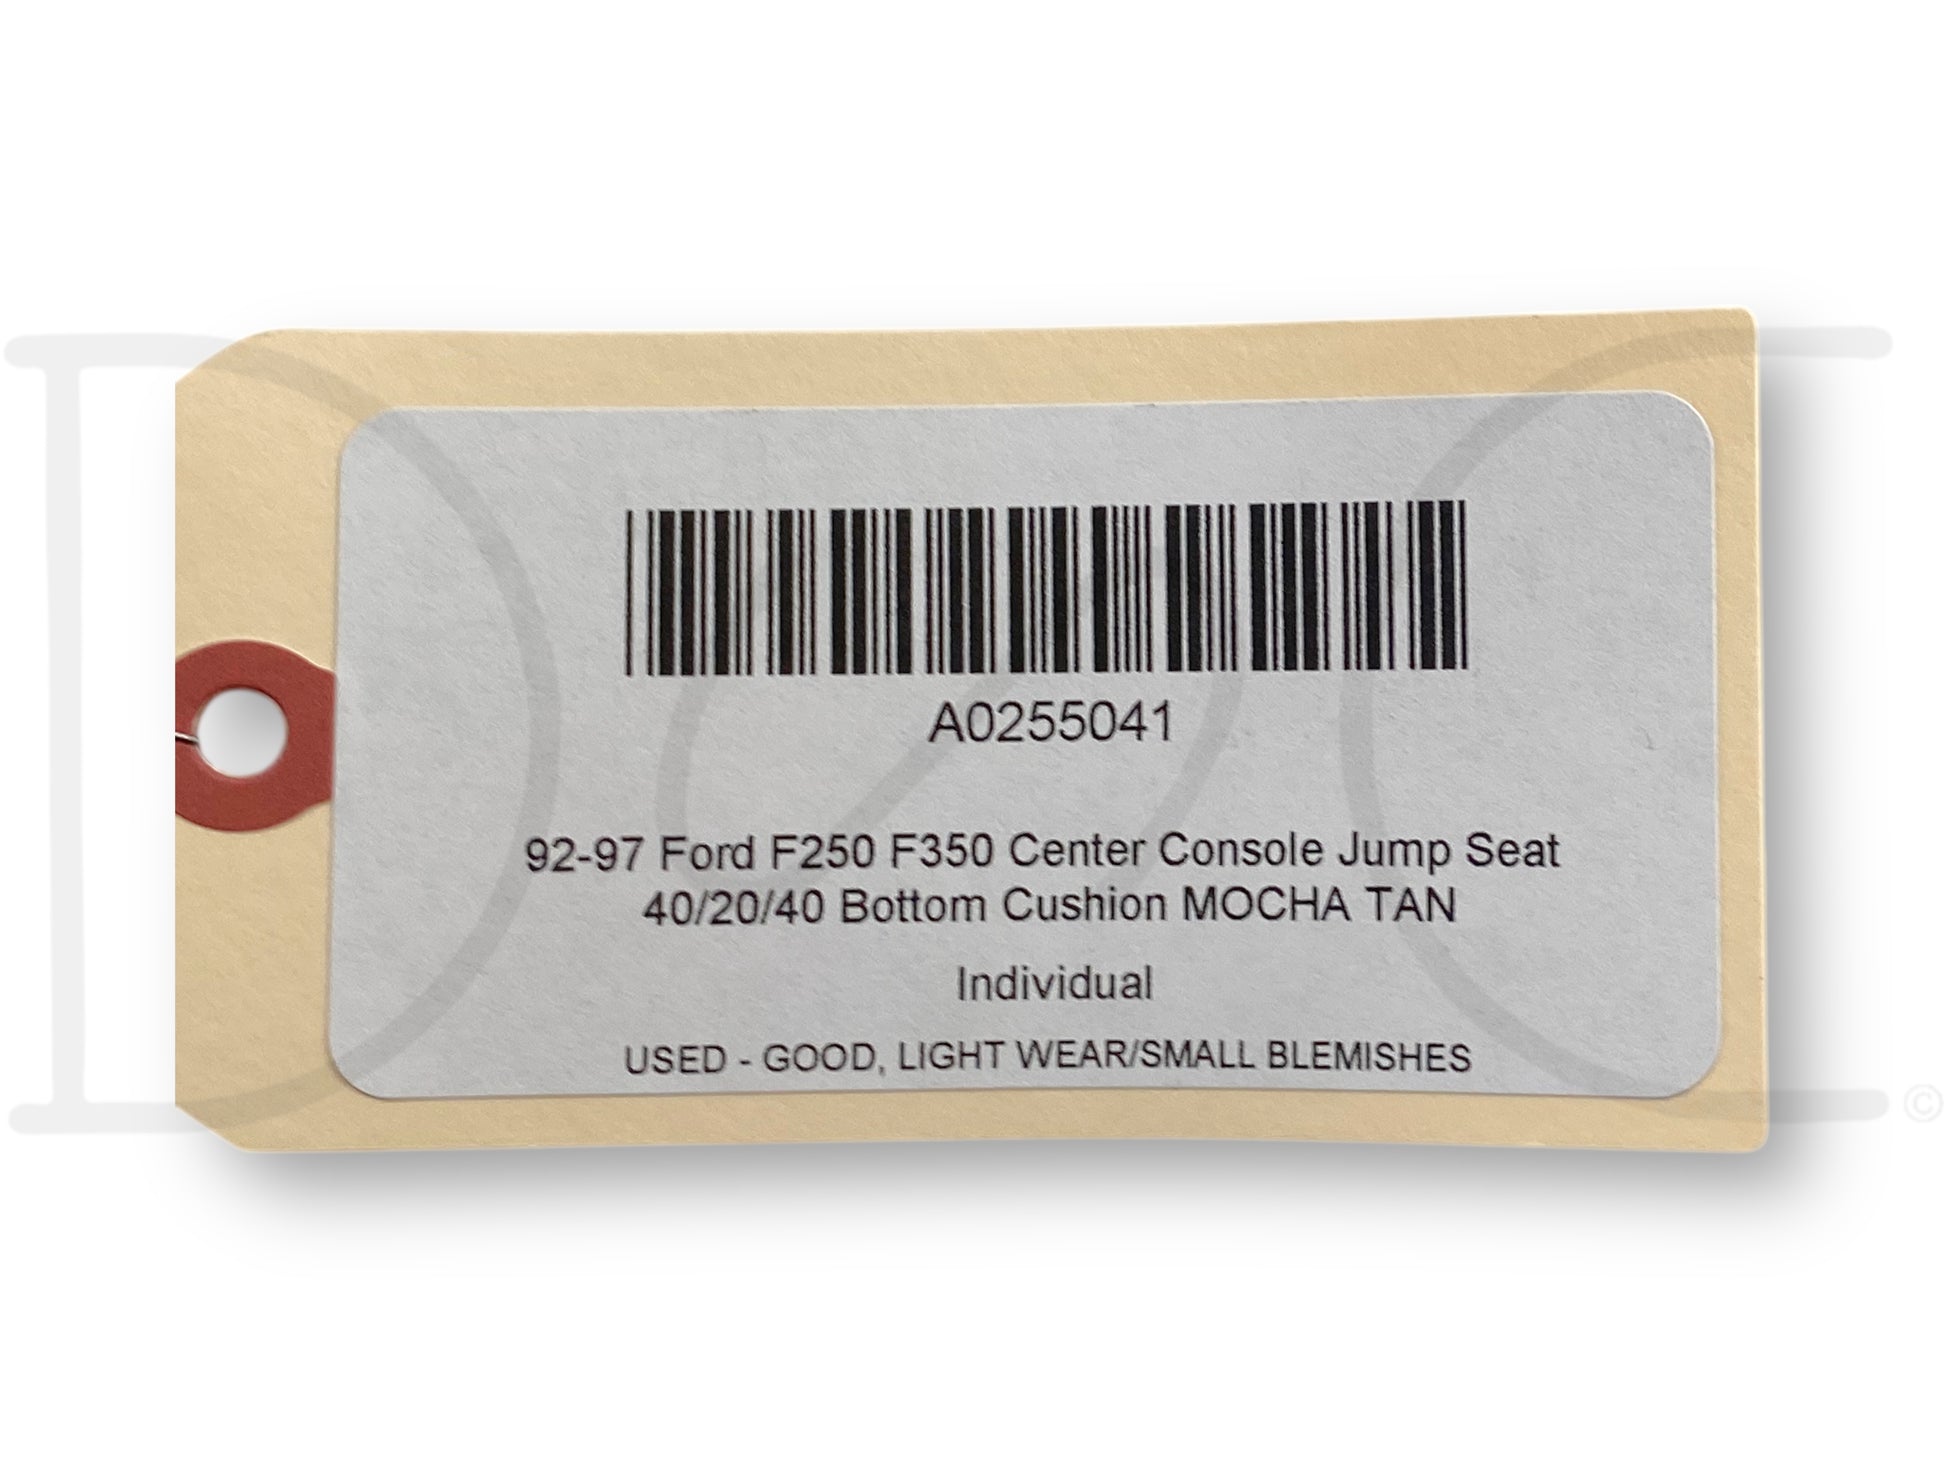 A0255041
92-97 Ford F250 F350 Center Console Jump Seat
40/20/40 Bottom Cushion MOCHA TAN
Individual
USED - GOOD, LIGHT WEAR/SMALL BLEMISHES
©